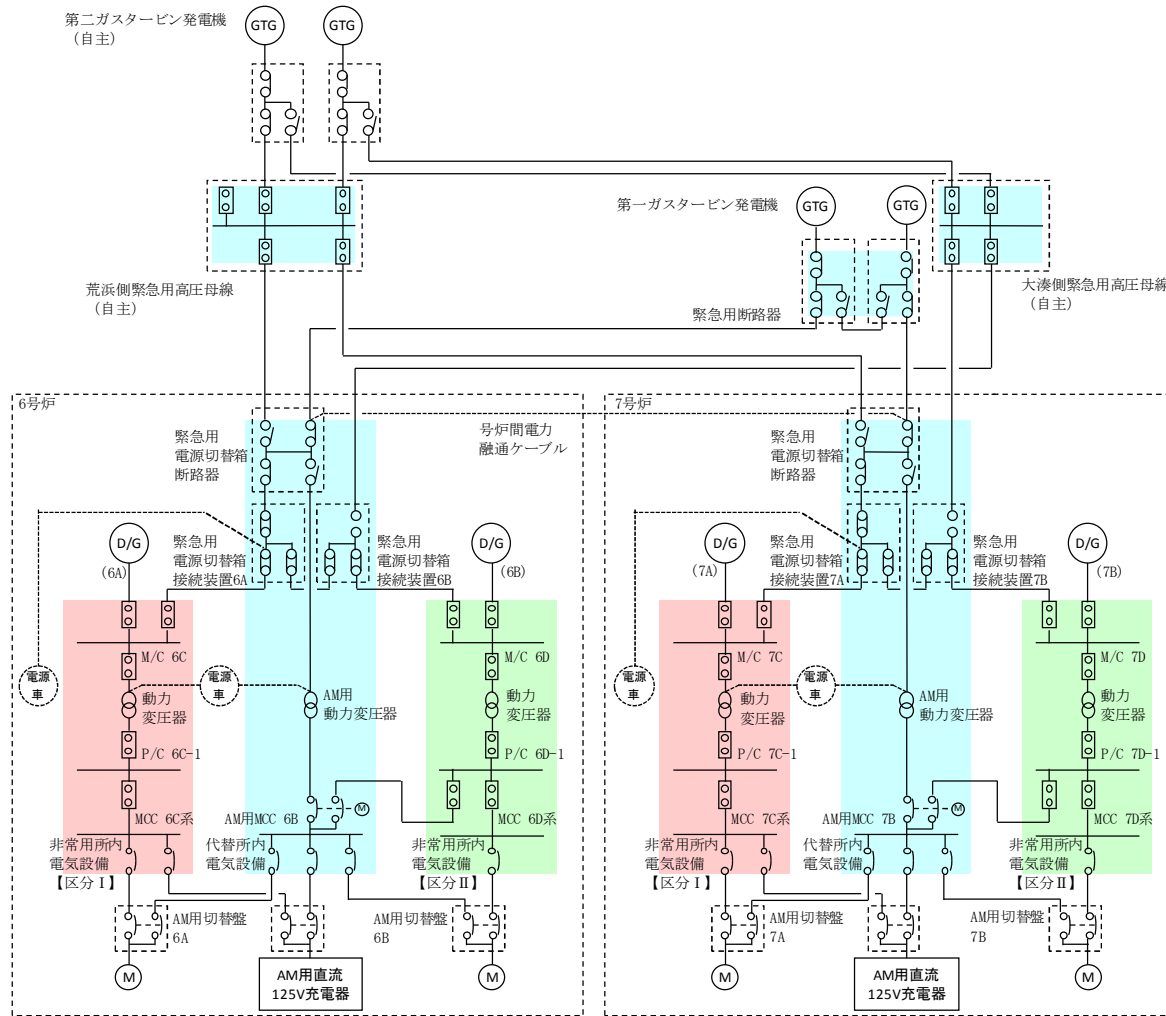 第二ガスタービン発電機
（自主）
GTG
GTG
第一ガスタービン発電機
GTG
GTG
荒浜側緊急用高圧母線
（自主）
大湊側緊急用高圧母線
（自主）
緊急用断路器
6号炉
緊急用
電源切替箱
断路器
号炉間電力
融通ケーブル
D/G
(6A)
緊急用
電源切替箱
接続装置6A
緊急用
電源切替箱
接続装置6B
D/G
(6B)
M/C 6C
M/C 6D
電源
車
電源
車
動力
変圧器
AM用
動力変圧器
動力
変圧器
P/C 6C-1
P/C 6D-1
M
MCC 6C系
AM用MCC 6B
MCC 6D系
非常用所内
電気設備
【区分Ⅰ】
代替所内
電気設備
非常用所内
電気設備
【区分Ⅱ】
AM用切替盤
6A
AM用切替盤
6B
M
AM用直流
125V充電器
M
7号炉
緊急用
電源切替箱
断路器
D/G
(7A)
緊急用
電源切替箱
接続装置7A
緊急用
電源切替箱
接続装置7B
D/G
(7B)
M/C 7C
M/C 7D
電源
車
電源
車
動力
変圧器
AM用
動力変圧器
動力
変圧器
P/C 7C-1
P/C 7D-1
M
MCC 7C系
AM用MCC 7B
MCC 7D系
非常用所内
電気設備
【区分Ⅰ】
代替所内
電気設備
非常用所内
電気設備
【区分Ⅱ】
AM用切替盤
7A
AM用切替盤
7B
M
AM用直流
125V充電器
M